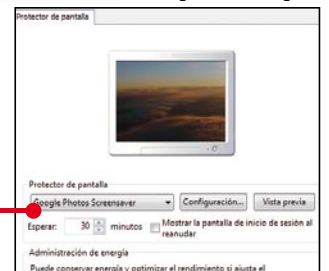 Protector de pantalla
Protector de pantalla
Google Photos Screensaver Configuración... Vista previa
Esperar: 30 minutos Mostrar la pantalla de inicio de sesión al
reanudar
Administración de energía
Puede conservar energía y optimizar el rendimiento si ajusta el